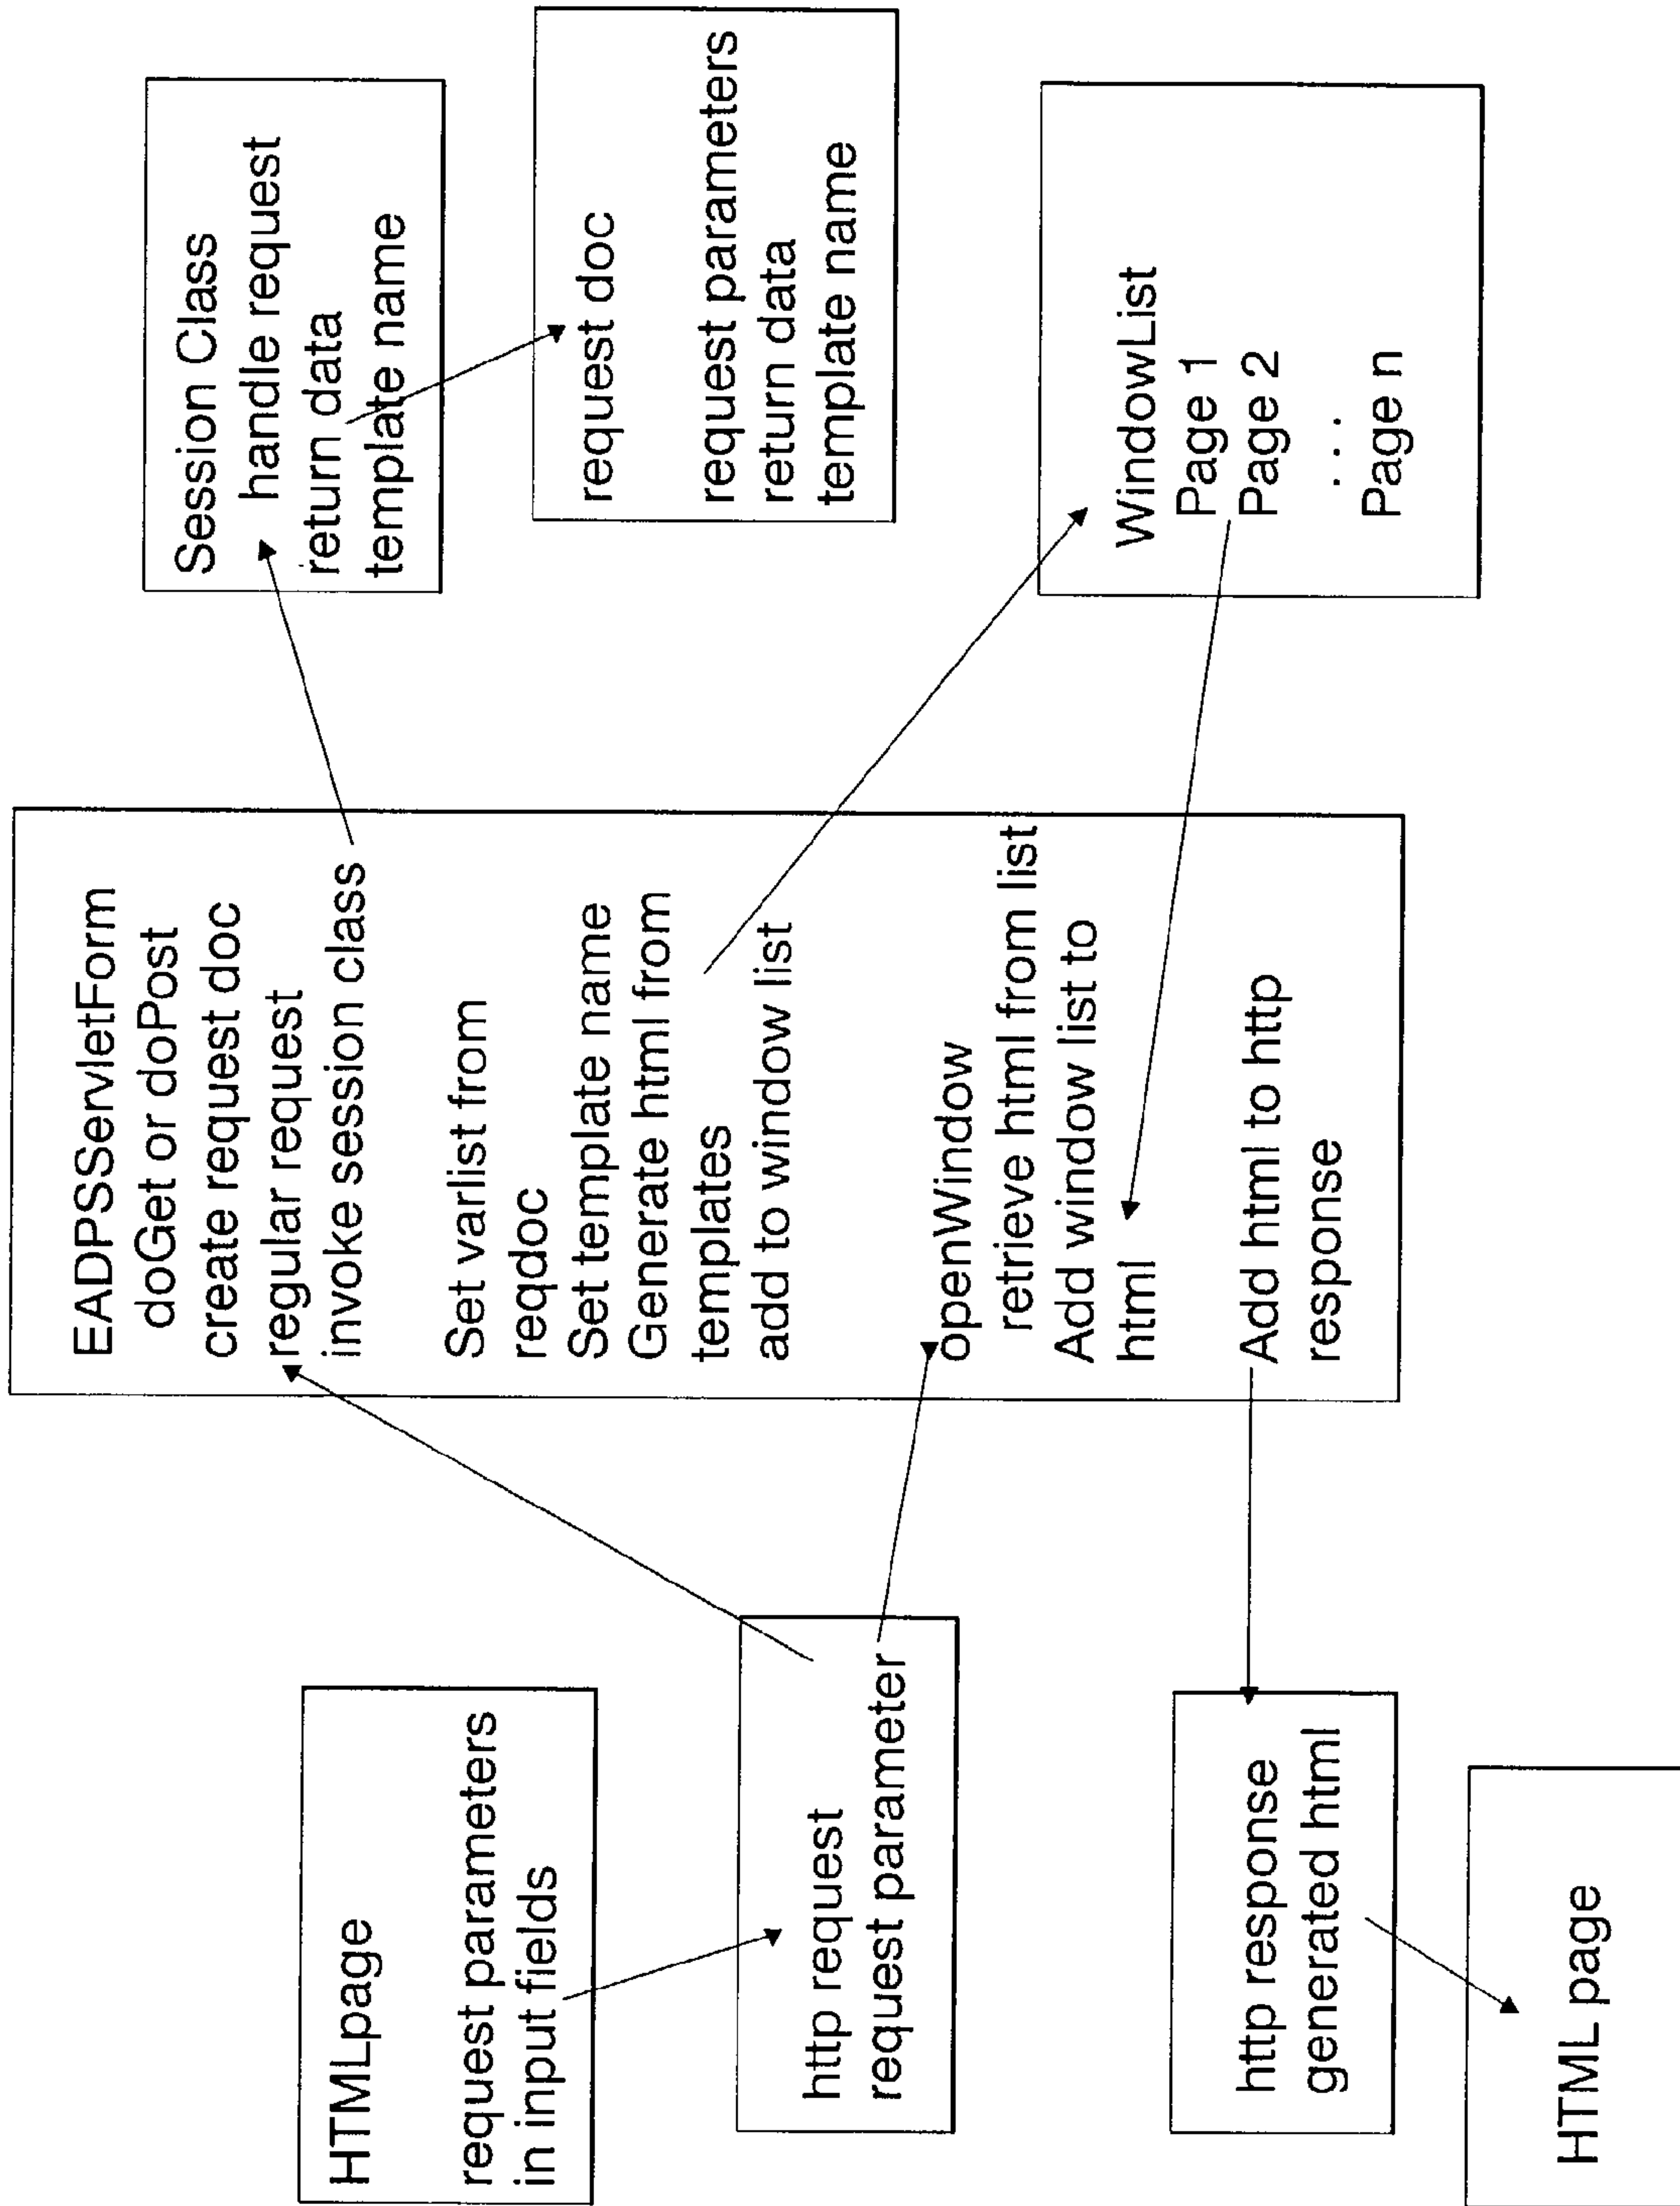 HTMLpage
request parameters
in input fields
http request
request parameter
http response
generated html
HTML page
EADPSServletForm
doGet or doPost
create request doc
regular request
invoke session class
Set varlist from
reqdoc
Set template name
Generate html from
templates
add to window list
openWindow
retrieve html from list
Add window list to
html
Add html to http
response
Session Class
handle request
return data
template name
request doc
request parameters
return data
template name
WindowList
Page 1
Page 2
. . .
Page n